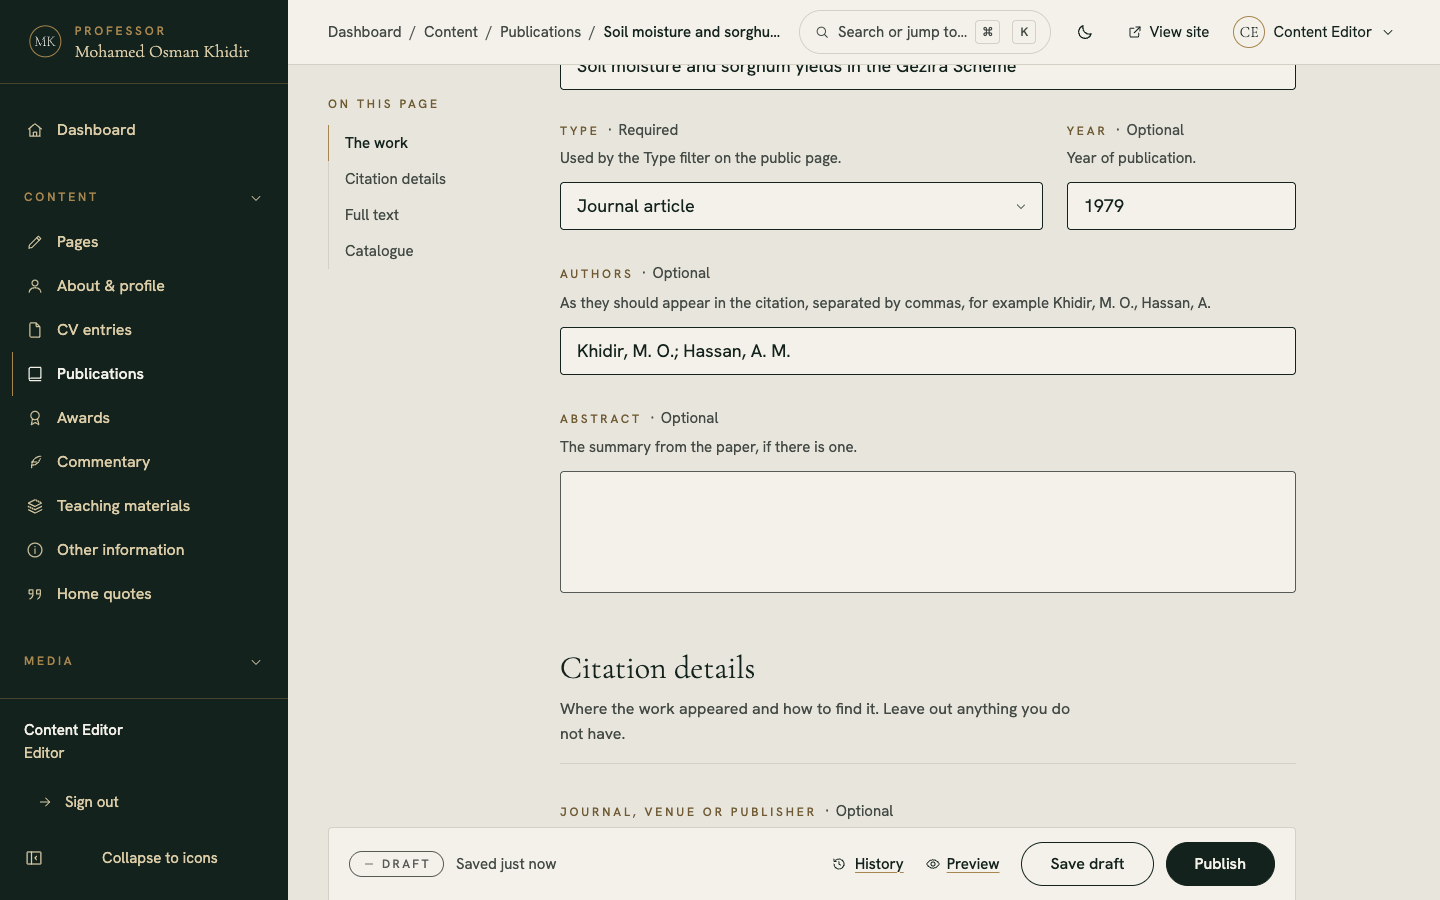 MK
PROFESSOR
Mohamed Osman Khidir
Dashboard
CONTENT
Pages
About & profile
CV entries
Publications
Awards
Commentary
Teaching materials
Other information
Home quotes
MEDIA
Content Editor
Editor
Sign out
Collapse to icons
Dashboard / Content / Publications / Soil moisture and sorghu...
Search or jump to... ⌘ K
View site
CE Content Editor
ON THIS PAGE
The work
Citation details
Full text
Catalogue
Soil moisture and sorghum yields in the Gezira Scheme
TYPE · Required
Used by the Type filter on the public page.
Journal article
YEAR · Optional
Year of publication.
1979
AUTHORS · Optional
As they should appear in the citation, separated by commas, for example Khidir, M. O., Hassan, A.
Khidir, M. O.; Hassan, A. M.
ABSTRACT · Optional
The summary from the paper, if there is one.
Citation details
Where the work appeared and how to find it. Leave out anything you do
not have.
JOURNAL, VENUE OR PUBLISHER · Optional
— DRAFT Saved just now
History Preview Save draft Publish